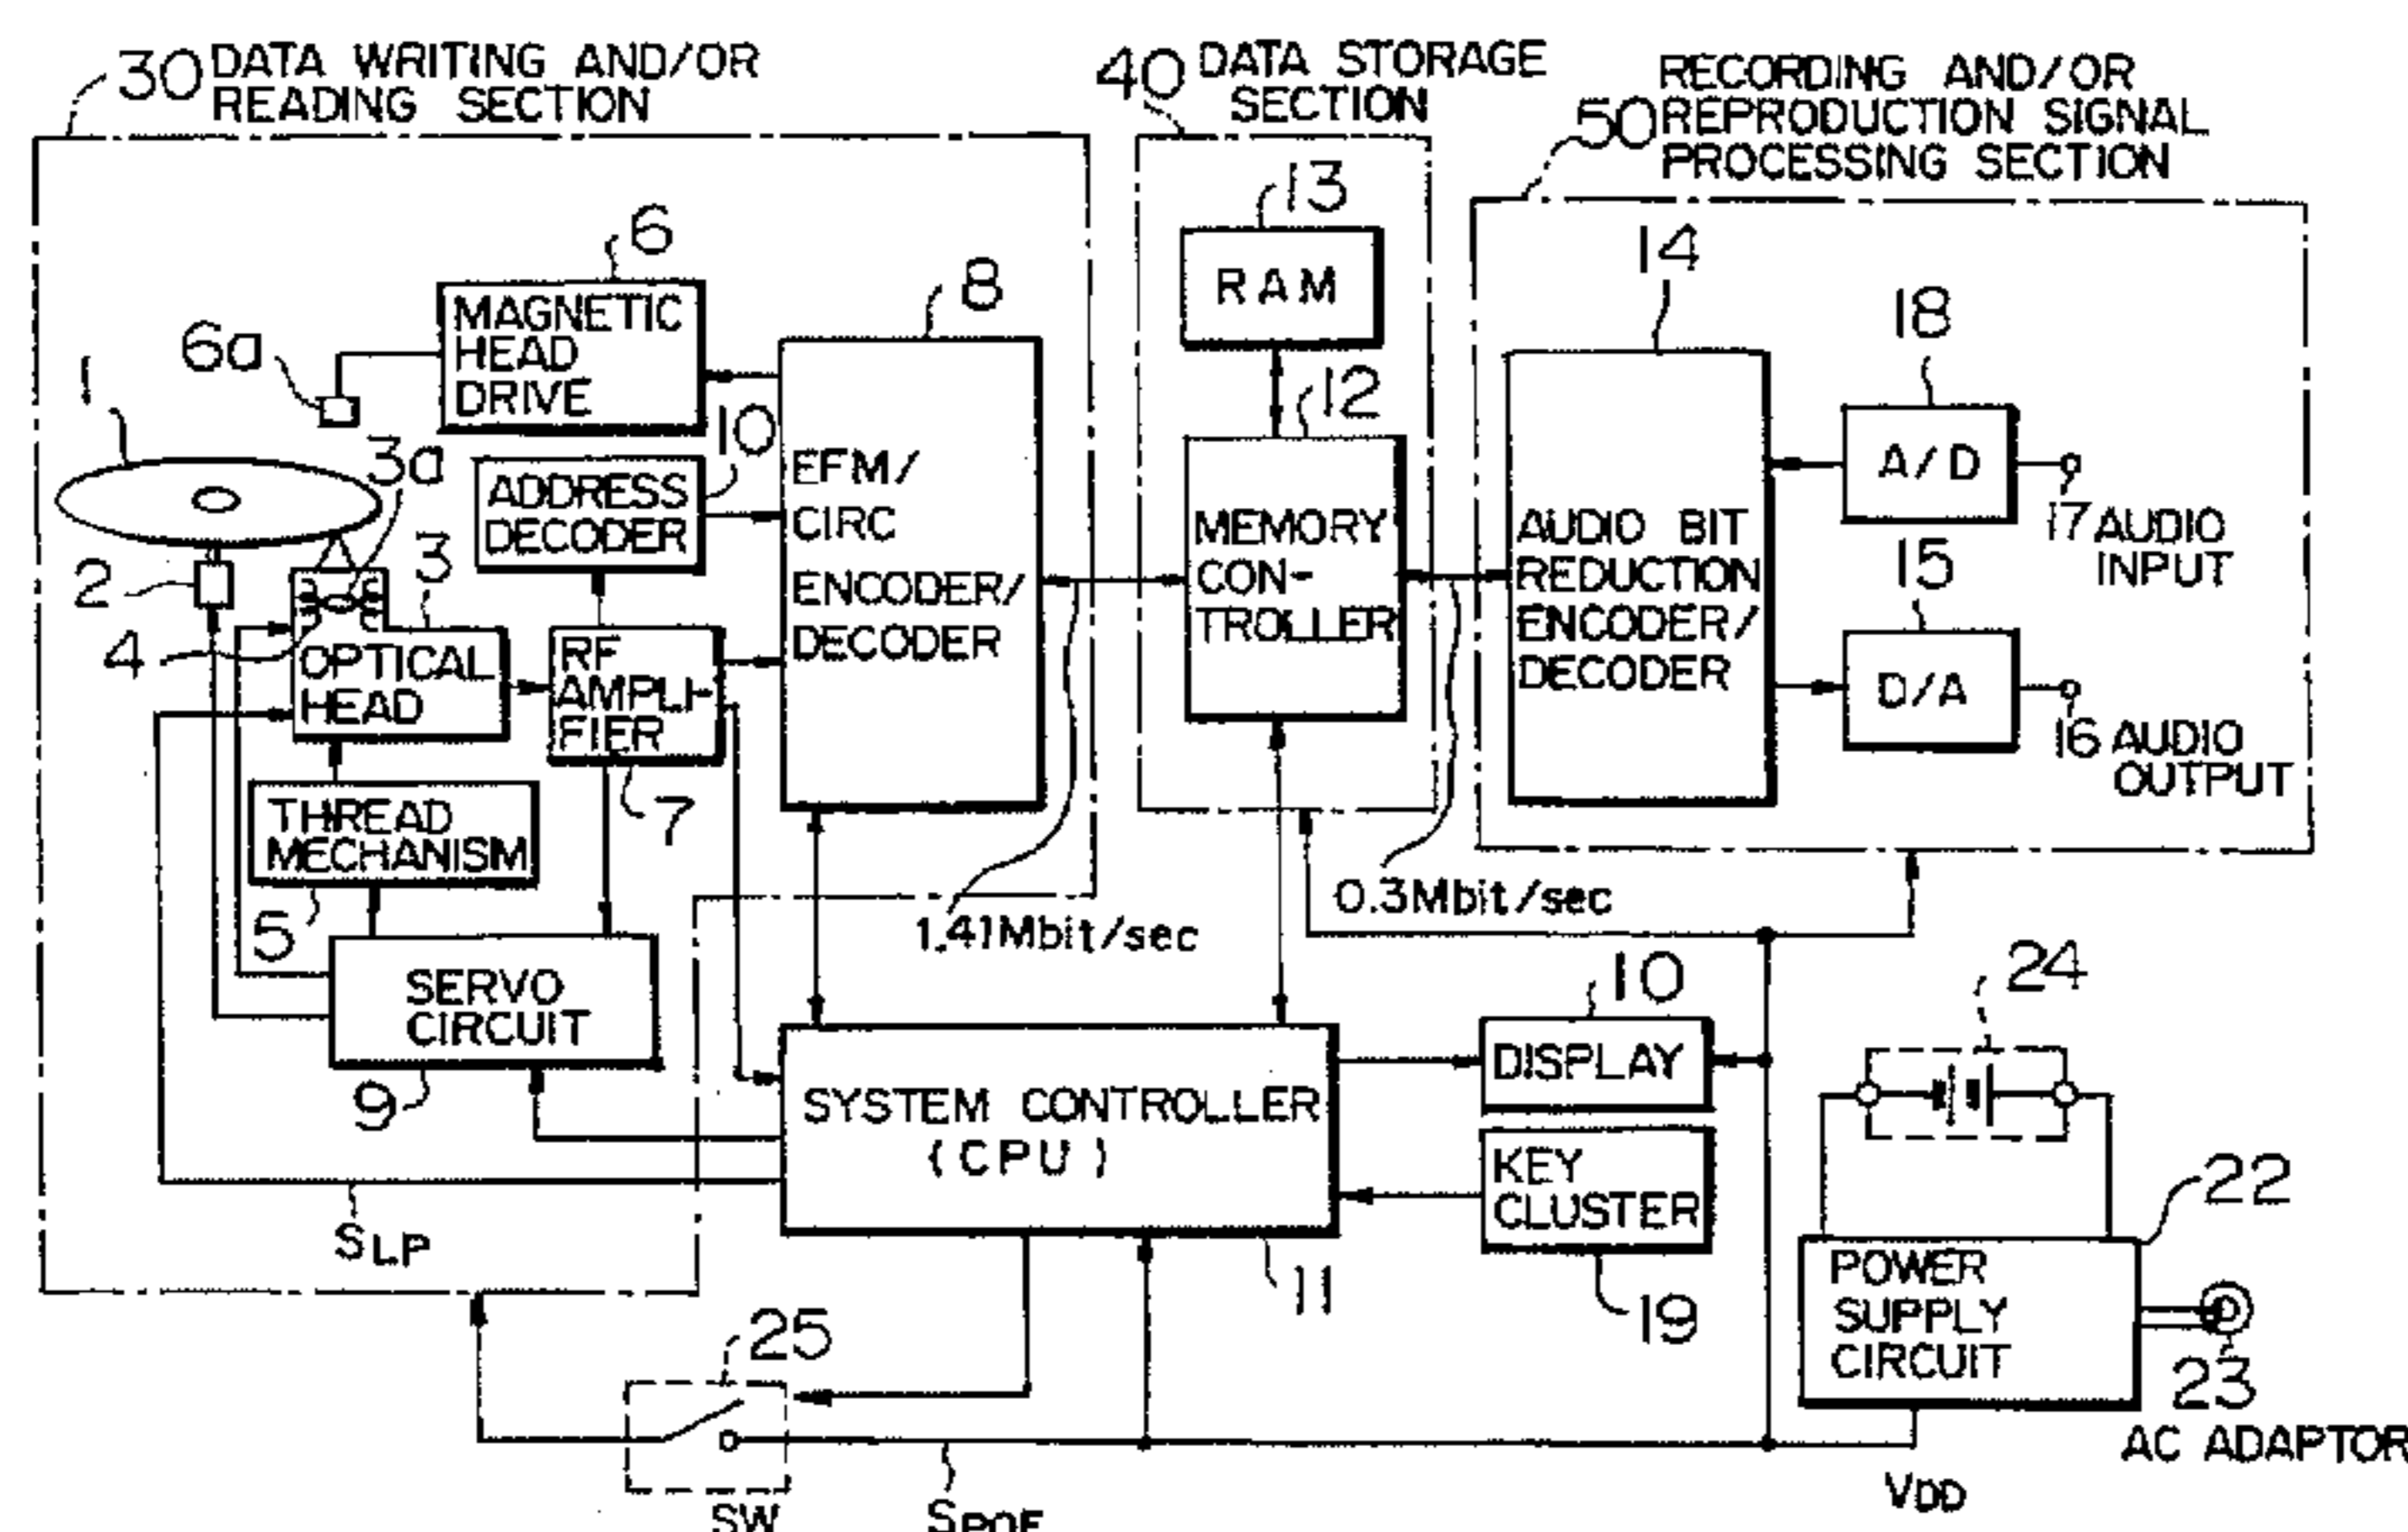 30 DATA WRITING AND/OR
READING SECTION
40 DATA STORAGE
SECTION
RECORDING AND/OR
50 REPRODUCTION SIGNAL
PROCESSING SECTION
13
RAM
6
MAGNETIC
HEAD
DRIVE
6a
1
8
EFM/
CIRC
ENCODER/
DECODER
10
ADDRESS
DECODER
3a
3
2
4
OPTICAL
HEAD
RF
AMPLI-
FIER
7
THREAD
MECHANISM
5
SERVO
CIRCUIT
9
12
MEMORY
CON-
TROLLER
14
AUDIO BIT
REDUCTION
ENCODER/
DECODER
18
A/D
17 AUDIO
INPUT
15
D/A
16 AUDIO
OUTPUT
1.41Mbit/sec
0.3Mbit/sec
SYSTEM CONTROLLER
(CPU)
11
10
DISPLAY
KEY
CLUSTER
19
24
22
POWER
SUPPLY
CIRCUIT
23
AC ADAPTOR
VDD
SLP
25
SW
SPOF